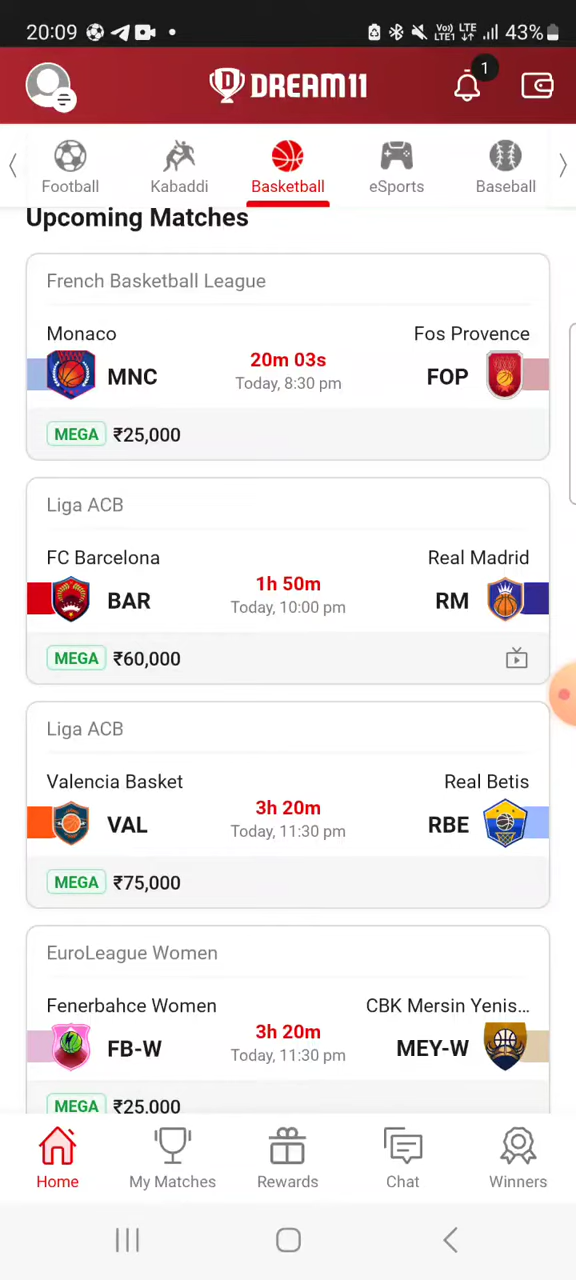 20:09 Vo) LTE LTE1 43%
DREAM11 1
Football Kabaddi Basketball eSports Baseball
Upcoming Matches
French Basketball League
Monaco Fos Provence
MNC 20m 03s FOP
Today, 8:30 pm
MEGA ₹25,000
Liga ACB
FC Barcelona Real Madrid
BAR 1h 50m RM
Today, 10:00 pm
MEGA ₹60,000
Liga ACB
Valencia Basket Real Betis
VAL 3h 20m RBE
Today, 11:30 pm
MEGA ₹75,000
EuroLeague Women
Fenerbahce Women CBK Mersin Yenis...
FB-W 3h 20m MEY-W
Today, 11:30 pm
MEGA ₹25,000
Home My Matches Rewards Chat Winners